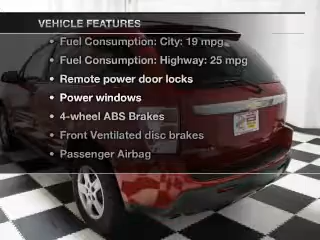 VEHICLE FEATURES
• Fuel Consumption: City: 19 mpg
• Fuel Consumption: Highway: 25 mpg
• Remote power door locks
• Power windows
• 4-wheel ABS Brakes
• Front Ventilated disc brakes
• Passenger Airbag